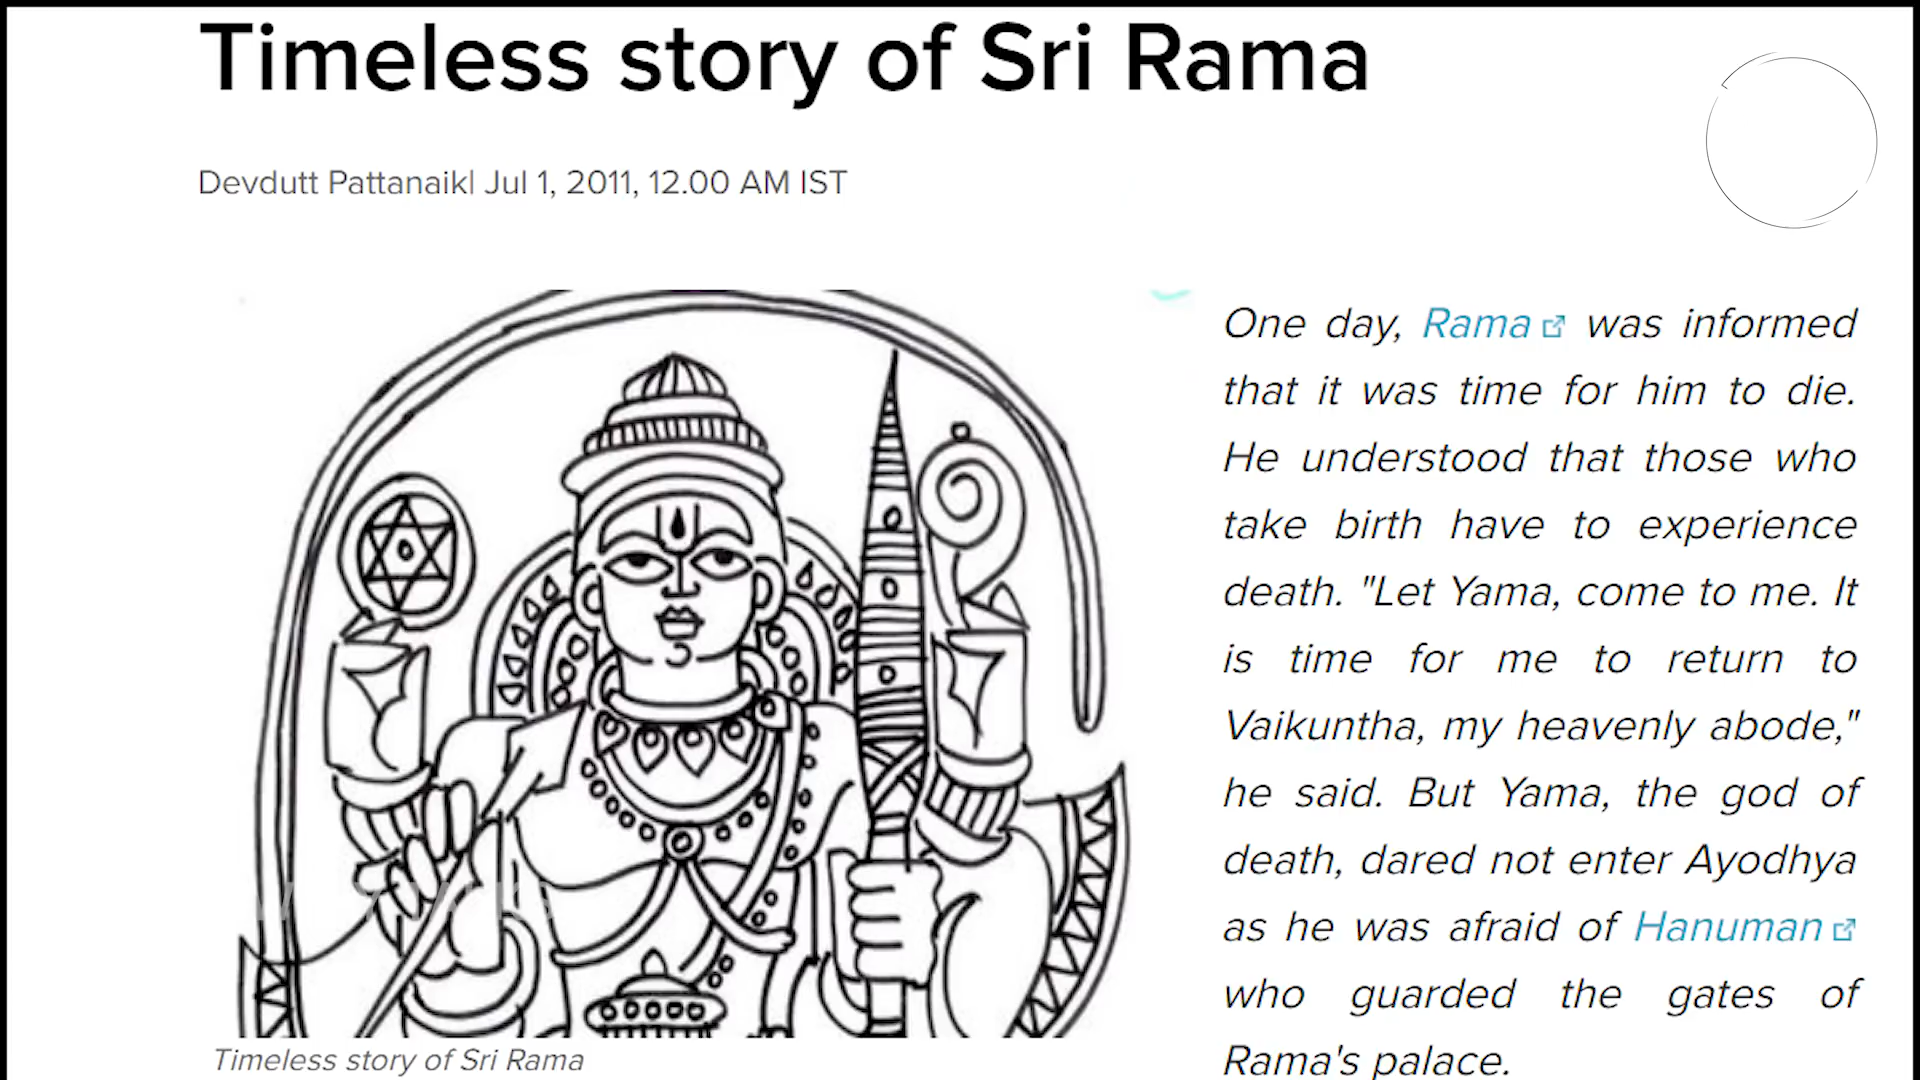 Timeless story of Sri Rama
Devdutt Pattanaik| Jul 1, 2011, 12.00 AM IST
One day, Rama was informed
that it was time for him to die.
He understood that those who
take birth have to experience
death. "Let Yama, come to me. It
is time for me to return to
Vaikuntha, my heavenly abode,"
he said. But Yama, the god of
death, dared not enter Ayodhya
as he was afraid of Hanuman
who guarded the gates of
Rama's palace.
Timeless story of Sri Rama